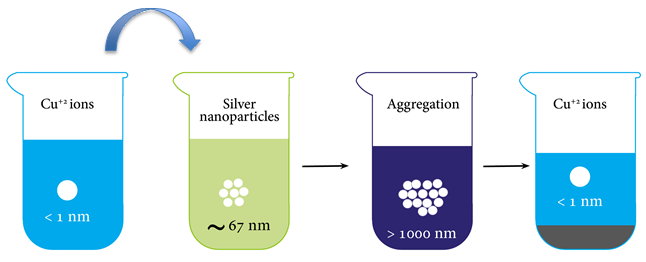 Cu⁺² ions
< 1 nm
Silver
nanoparticles
~ 67 nm
Aggregation
> 1000 nm
Cu⁺² ions
< 1 nm